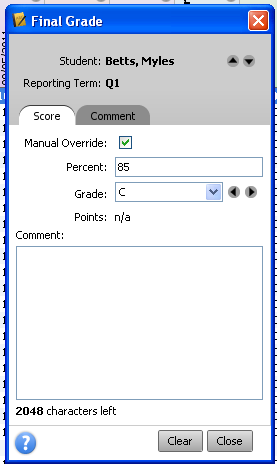 Final Grade
Student: Betts, Myles
Reporting Term: Q1
Score Comment
Manual Override:
Percent: 85
Grade: C
Points: n/a
Comment:
2048 characters left
? Clear Close